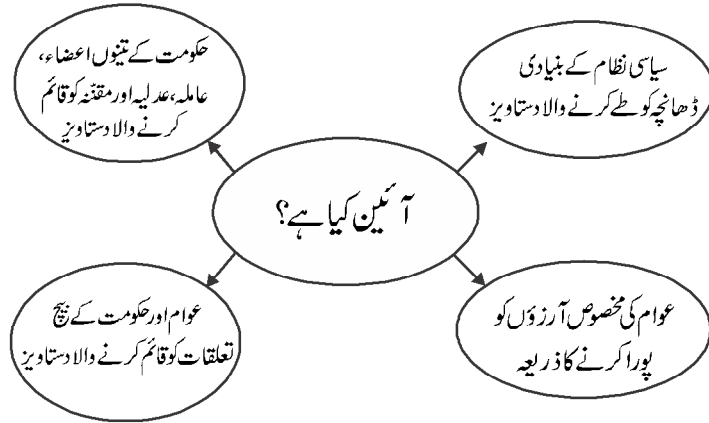 سیاسی نظام کے بنیادی
ڈھانچہ کو طے کرنے والا دستاویز
حکومت کے تینوں اعضاء،
عاملہ، عدلیہ اور مقننہ کو قائم
کرنے والا دستاویز
آئین کیا ہے؟
عوام کی مخصوص آرزوؤں کو
پورا کرنے کا ذریعہ
عوام اور حکومت کے بیچ
تعلقات کو قائم کرنے والا دستاویز